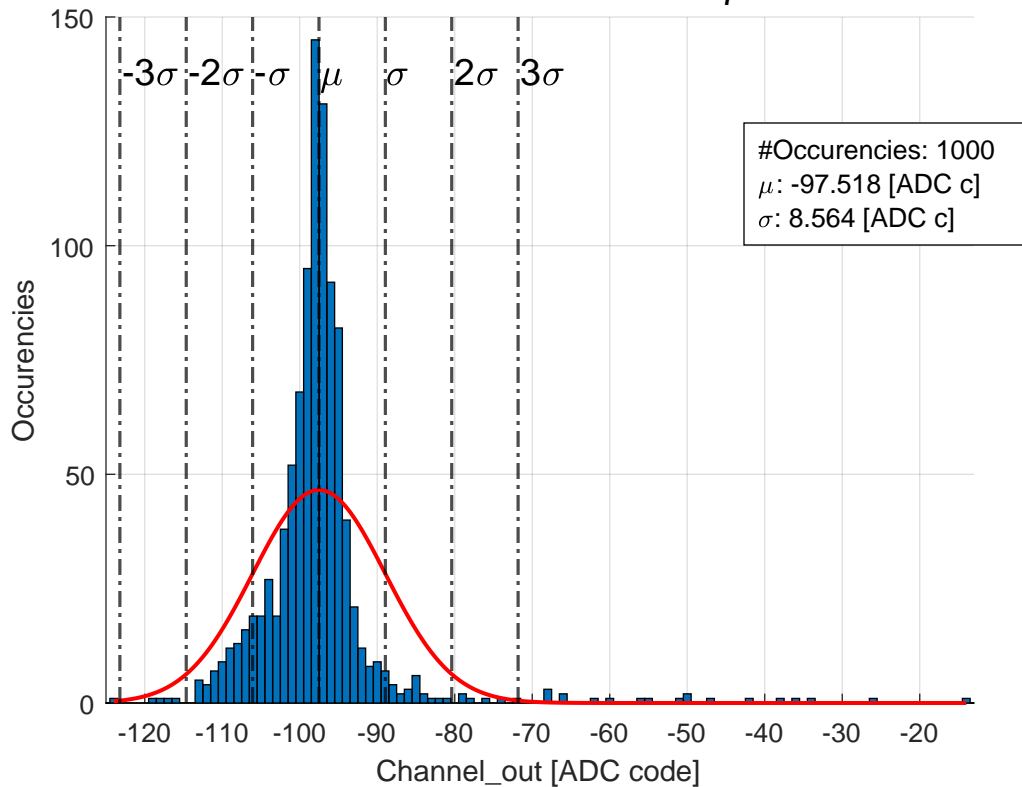 150
-3σ -2σ -σ μ σ 2σ 3σ
#Occurencies: 1000
μ: -97.518 [ADC c]
σ: 8.564 [ADC c]
100
Occurencies
50
0
-120 -110 -100 -90 -80 -70 -60 -50 -40 -30 -20
Channel_out [ADC code]